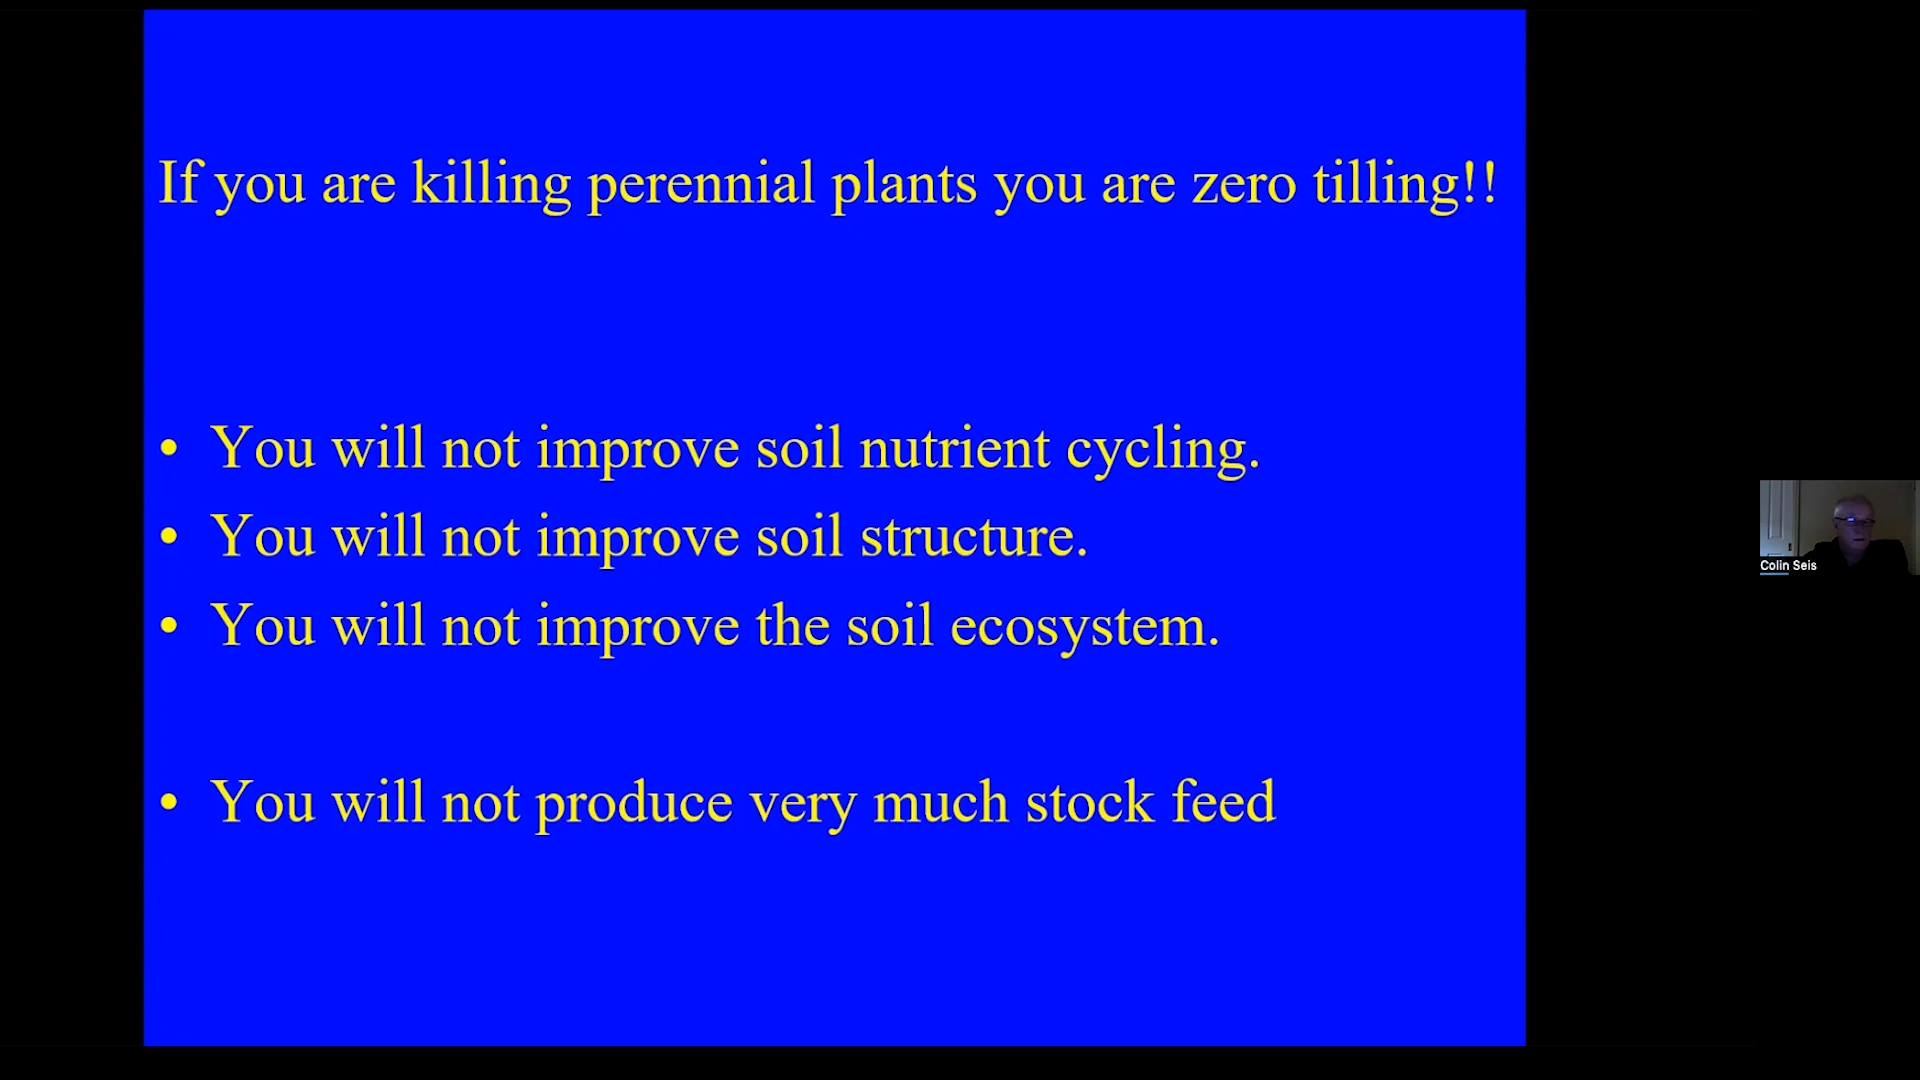 If you are killing perennial plants you are zero tilling!!
• You will not improve soil nutrient cycling.
• You will not improve soil structure.
• You will not improve the soil ecosystem.
• You will not produce very much stock feed
Colin Seis